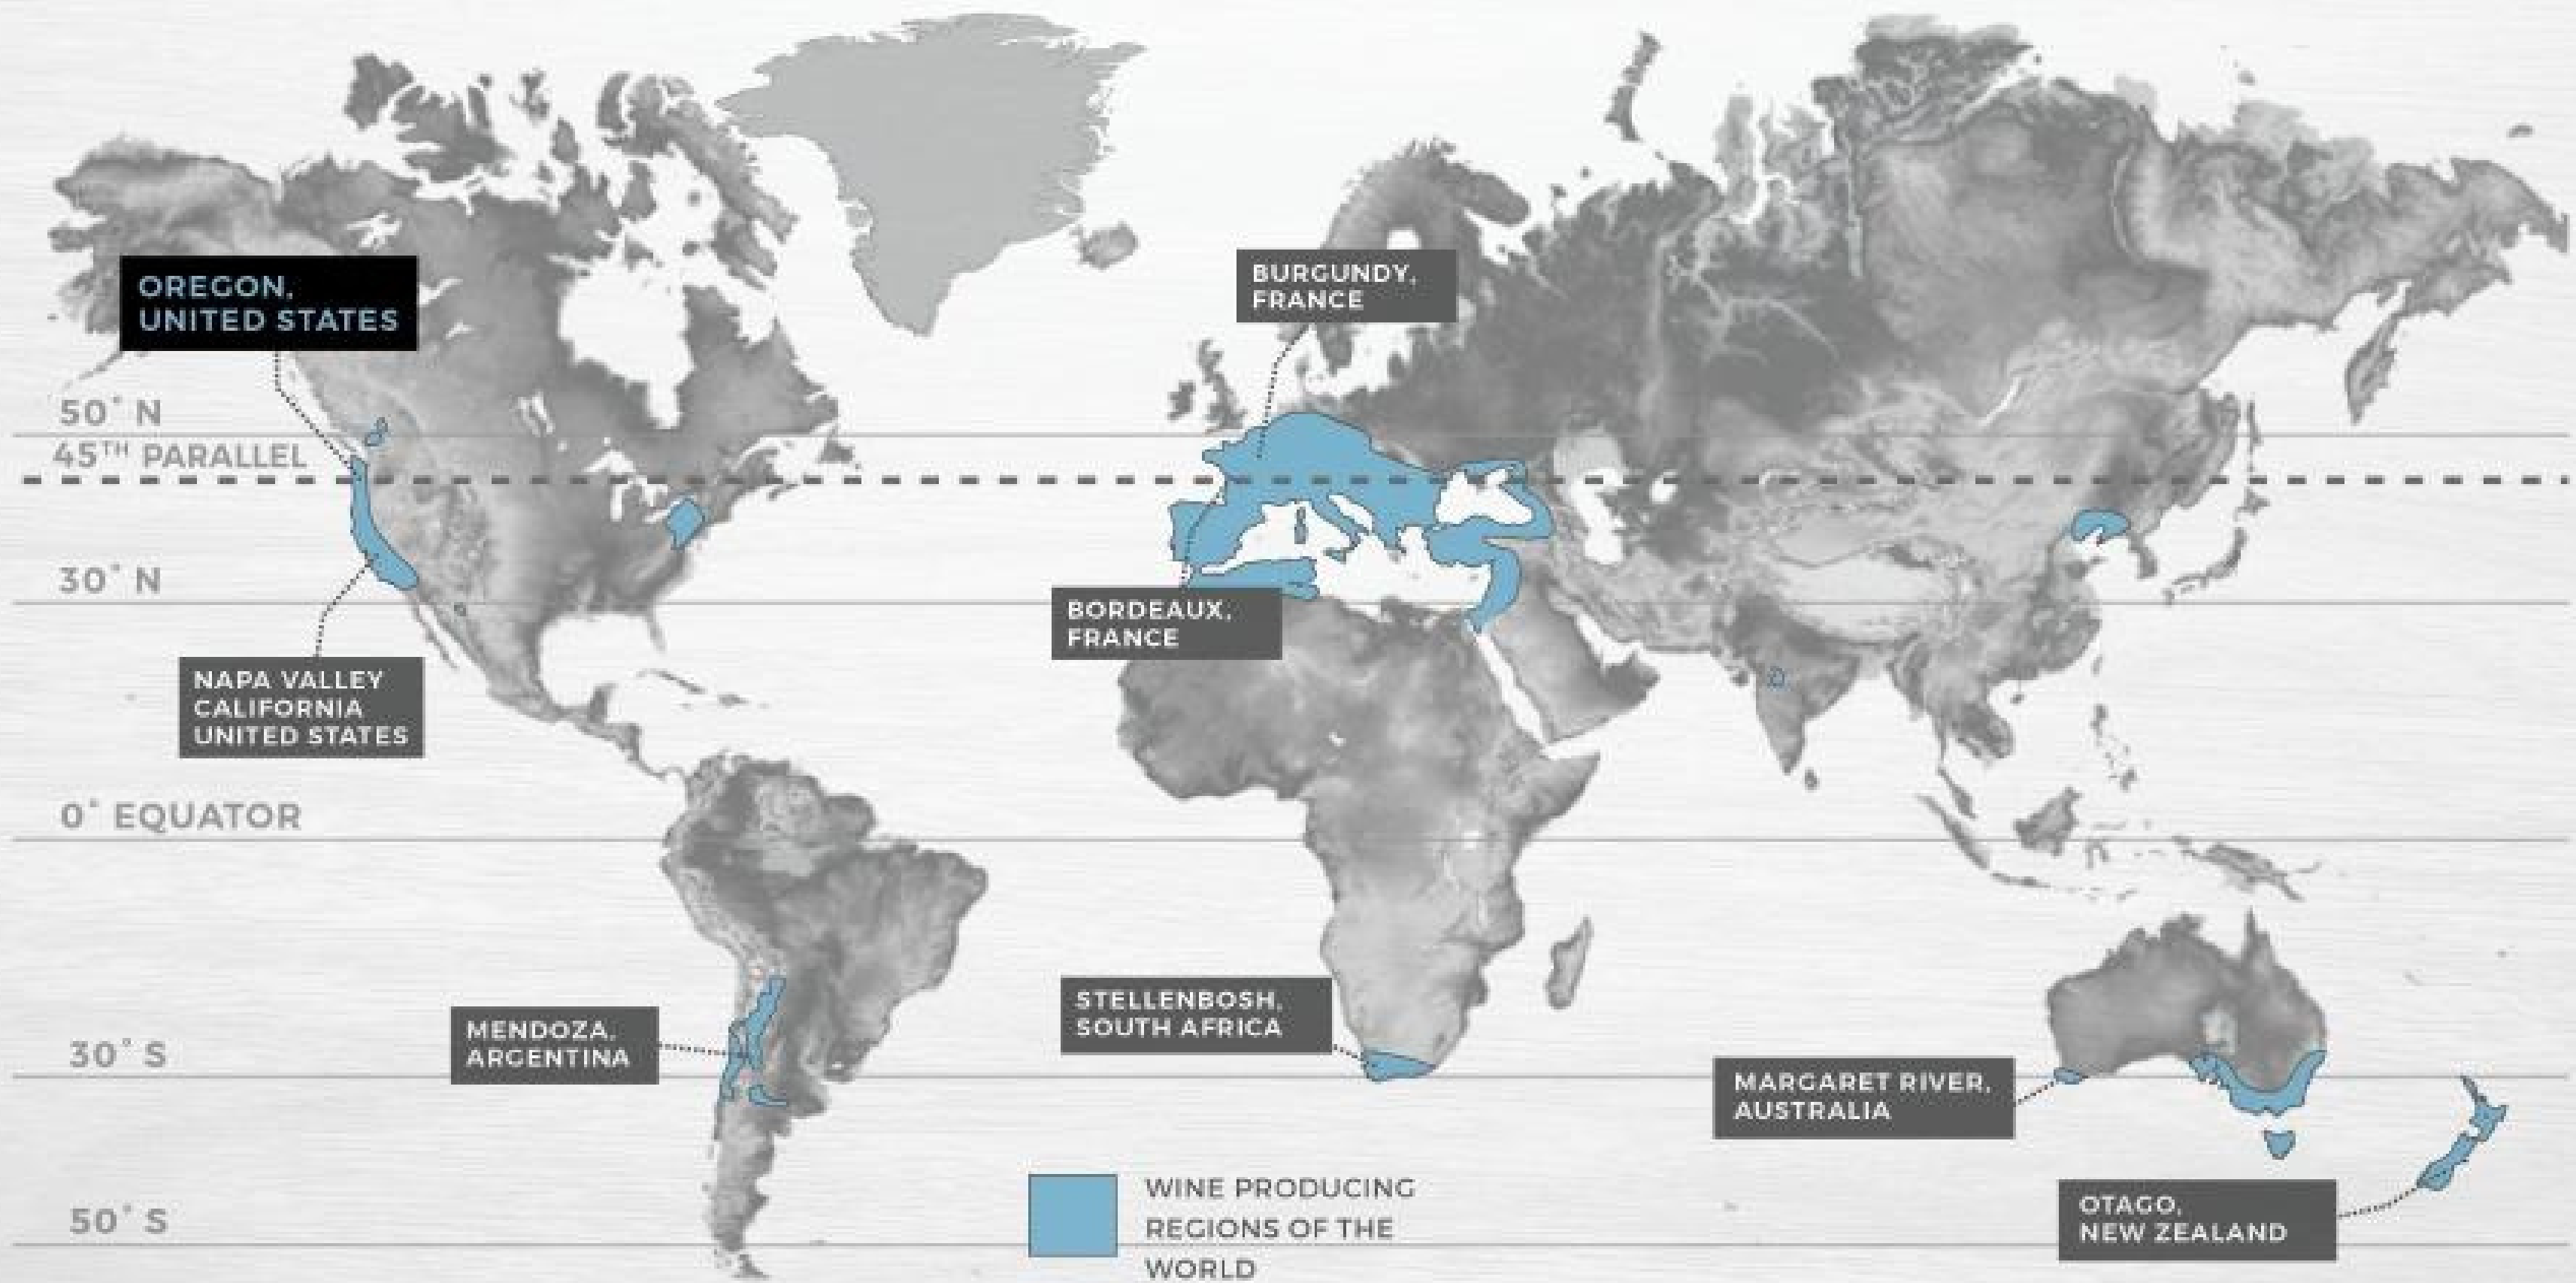 OREGON,
UNITED STATES
BURGUNDY,
FRANCE
50° N
45TH PARALLEL
30° N
BORDEAUX,
FRANCE
NAPA VALLEY
CALIFORNIA
UNITED STATES
0° EQUATOR
STELLENBOSH,
SOUTH AFRICA
MENDOZA,
ARGENTINA
30° S
MARGARET RIVER,
AUSTRALIA
WINE PRODUCING
REGIONS OF THE
WORLD
OTAGO,
NEW ZEALAND
50° S